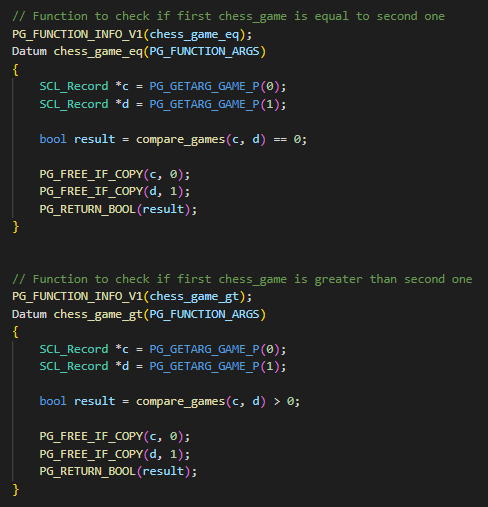 // Function to check if first chess_game is equal to second one
PG_FUNCTION_INFO_V1(chess_game_eq);
Datum chess_game_eq(PG_FUNCTION_ARGS)
{
    SCL_Record *c = PG_GETARG_GAME_P(0);
    SCL_Record *d = PG_GETARG_GAME_P(1);

    bool result = compare_games(c, d) == 0;

    PG_FREE_IF_COPY(c, 0);
    PG_FREE_IF_COPY(d, 1);
    PG_RETURN_BOOL(result);
}

// Function to check if first chess_game is greater than second one
PG_FUNCTION_INFO_V1(chess_game_gt);
Datum chess_game_gt(PG_FUNCTION_ARGS)
{
    SCL_Record *c = PG_GETARG_GAME_P(0);
    SCL_Record *d = PG_GETARG_GAME_P(1);

    bool result = compare_games(c, d) > 0;

    PG_FREE_IF_COPY(c, 0);
    PG_FREE_IF_COPY(d, 1);
    PG_RETURN_BOOL(result);
}